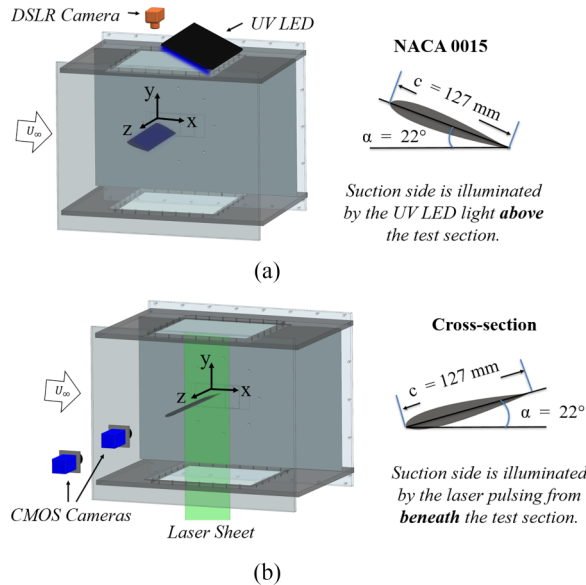 DSLR Camera
UV LED
y
z
x
U∞
NACA 0015
c = 127 mm
α = 22°
Suction side is illuminated
by the UV LED light above
the test section.
(a)
y
z
x
U∞
CMOS Cameras
Laser Sheet
Cross-section
c = 127 mm
α = 22°
Suction side is illuminated
by the laser pulsing from
beneath the test section.
(b)